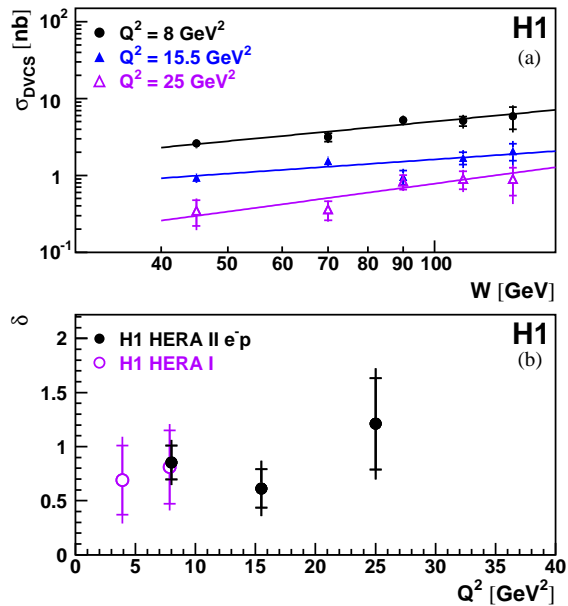 H1
(a)
Q² = 8 GeV²
Q² = 15.5 GeV²
Q² = 25 GeV²
σDVCS [nb]
10²
10
1
10⁻¹
40 50 60 70 80 90 100
W [GeV]
δ
H1
(b)
H1 HERA II e⁻p
H1 HERA I
2
1.5
1
0.5
0
0 5 10 15 20 25 30 35 40
Q² [GeV²]